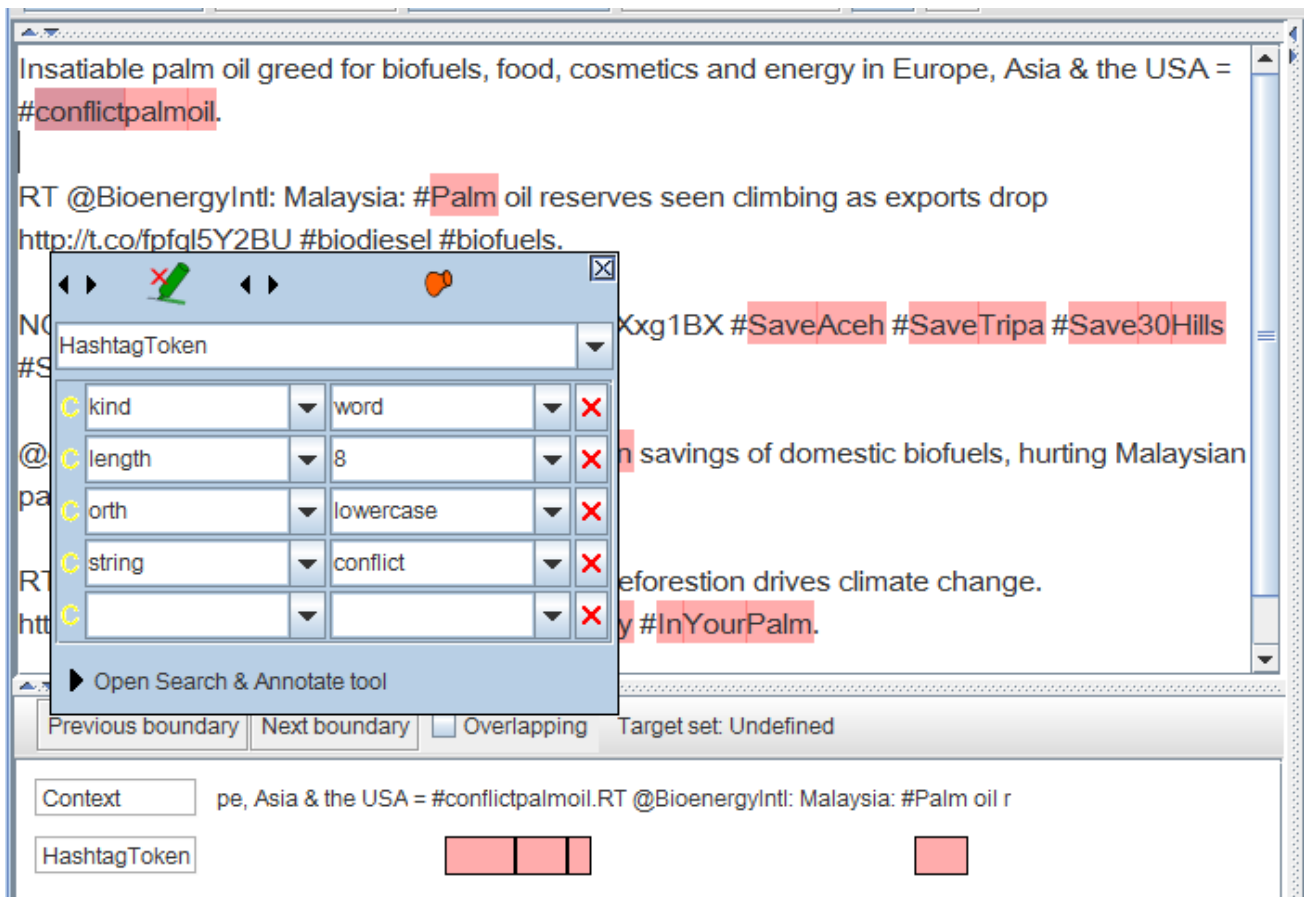 Insatiable palm oil greed for biofuels, food, cosmetics and energy in Europe, Asia & the USA =
#conflictpalmoil.
RT @BioenergyIntl: Malaysia: #Palm oil reserves seen climbing as exports drop
http://t.co/fpfql5Y2BU #biodiesel #biofuels.
Xxg1BX #SaveAceh #SaveTripa #Save30Hills
#S
HashtagToken
C kind word
C length 8
@ n savings of domestic biofuels, hurting Malaysian
pa
C orth lowercase
C string conflict
RT eforestion drives climate change.
C
htt y #InYourPalm.
Open Search & Annotate tool
Previous boundary Next boundary Overlapping Target set: Undefined
Context pe, Asia & the USA = #conflictpalmoil.RT @BioenergyIntl: Malaysia: #Palm oil r
HashtagToken